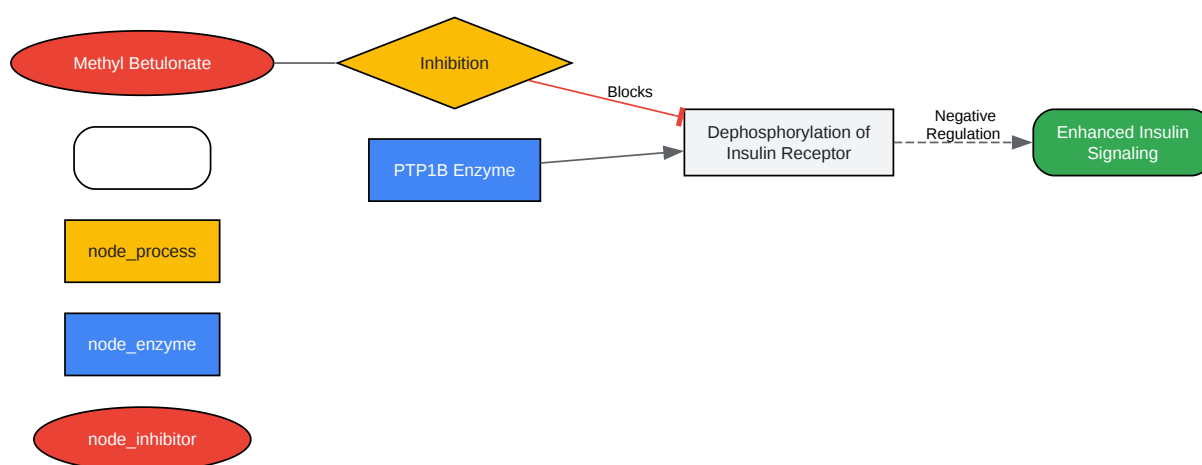 Methyl Betulonate
Inhibition
Blocks
PTP1B Enzyme
Dephosphorylation of
Insulin Receptor
Negative
Regulation
Enhanced Insulin
Signaling
node_process
node_enzyme
node_inhibitor